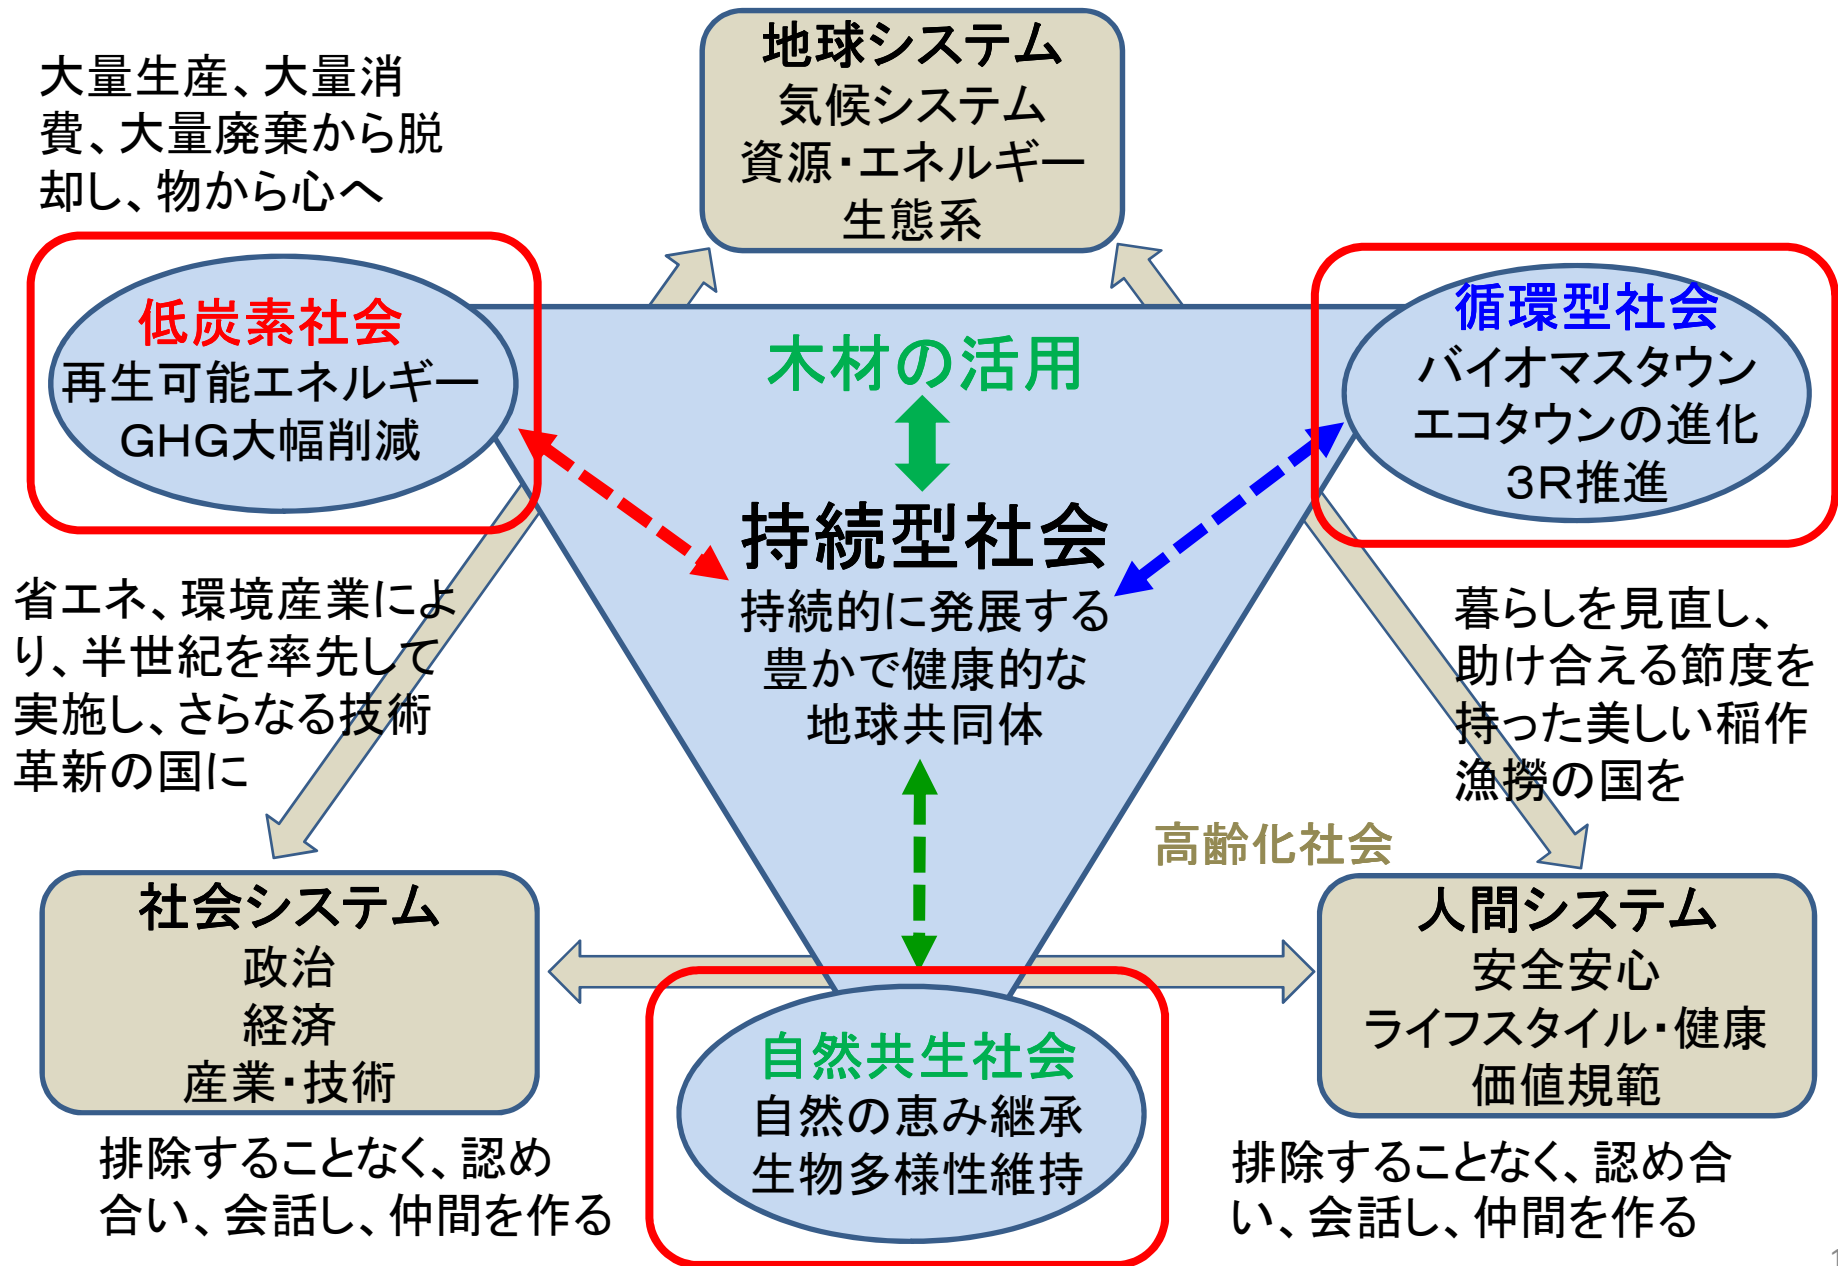 地球システム
気候システム
資源・エネルギー
生態系
大量生産、大量消
費、大量廃棄から脱
却し、物から心へ
低炭素社会
再生可能エネルギー
GHG大幅削減
木材の活用
循環型社会
バイオマスタウン
エコタウンの進化
3R推進
持続型社会
持続的に発展する
豊かで健康的な
地球共同体
省エネ、環境産業によ
り、半世紀を率先して
実施し、さらなる技術
革新の国に
暮らしを見直し、
助け合える節度を
持った美しい稲作
漁撈の国を
高齢化社会
社会システム
政治
経済
産業・技術
人間システム
安全安心
ライフスタイル・健康
価値規範
自然共生社会
自然の恵み継承
生物多様性維持
排除することなく、認め
合い、会話し、仲間を作る
排除することなく、認め合
い、会話し、仲間を作る